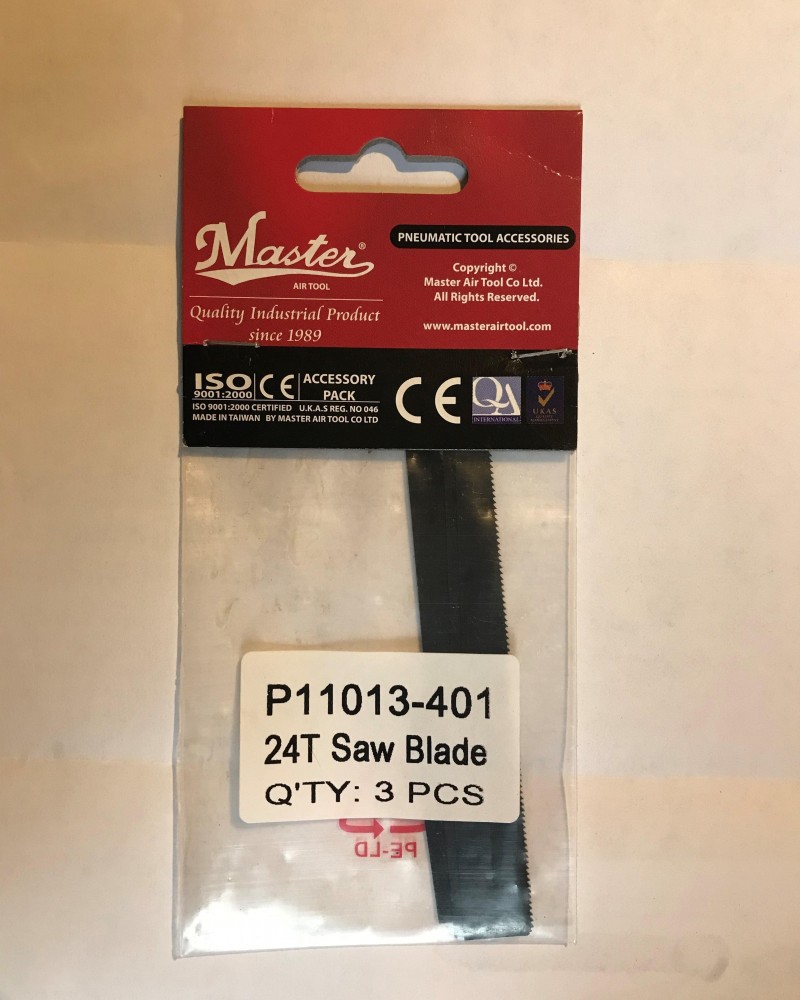 Master®
AIR TOOL
Quality Industrial Product
since 1989
PNEUMATIC TOOL ACCESSORIES
Copyright ©
Master Air Tool Co Ltd.
All Rights Reserved.
www.masterairtool.com
ISO
9001:2000
CE
ACCESSORY
PACK
ISO 9001:2000 CERTIFIED U.K.A.S REG. NO 046
MADE IN TAIWAN BY MASTER AIR TOOL CO LTD
CE
QA
INTERNATIONAL
UKAS
P11013-401
24T Saw Blade
Q'TY: 3 PCS
PE-LD